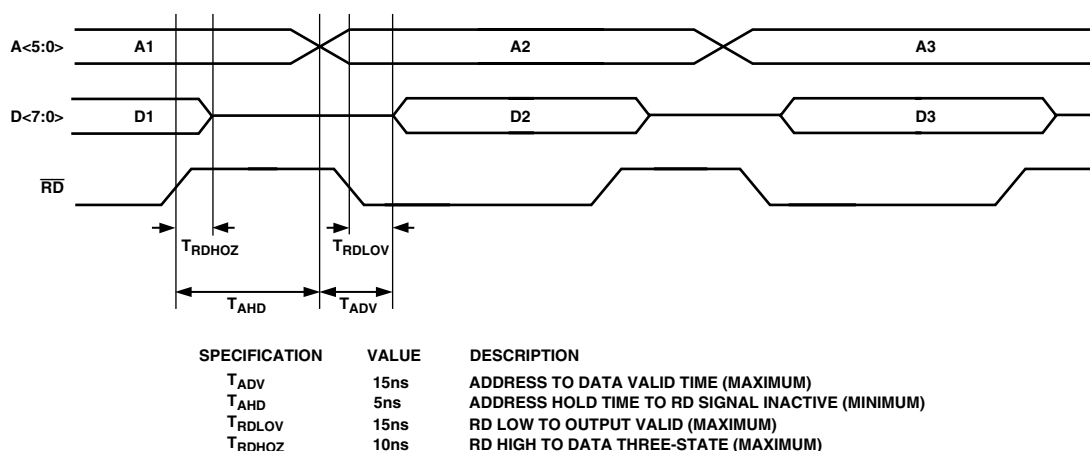 A<5:0> A1 A2 A3
D<7:0> D1 D2 D3
RD
TRDHOZ TRDLOV
TAHD TADV
SPECIFICATION VALUE DESCRIPTION
TADV 15ns ADDRESS TO DATA VALID TIME (MAXIMUM)
TAHD 5ns ADDRESS HOLD TIME TO RD SIGNAL INACTIVE (MINIMUM)
TRDLOV 15ns RD LOW TO OUTPUT VALID (MAXIMUM)
TRDHOZ 10ns RD HIGH TO DATA THREE-STATE (MAXIMUM)